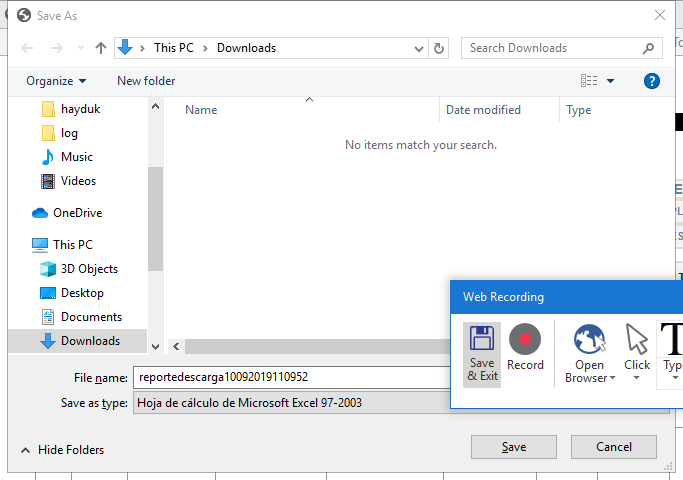 Save As
To
This PC > Downloads
Search Downloads
Organize
New folder
?
hayduk
log
Music
Videos
OneDrive
This PC
3D Objects
Desktop
Documents
Downloads
Name
Date modified
Type
No items match your search.
Web Recording
Save
& Exit
Record
Open
Browser
Click
T
Type
File name:
reportedescarga10092019110952
Save as type:
Hoja de cálculo de Microsoft Excel 97-2003
Hide Folders
Save
Cancel